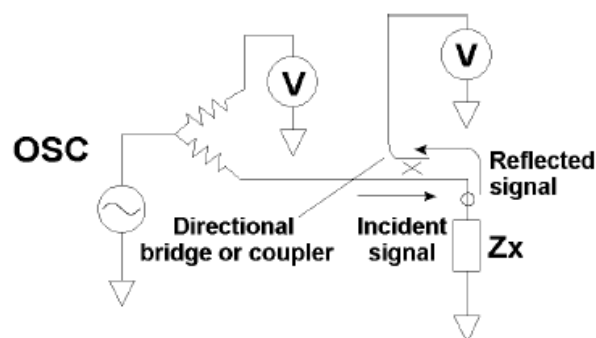 V
V
OSC
Reflected
signal
Directional
bridge or coupler
Incident
signal
Zx